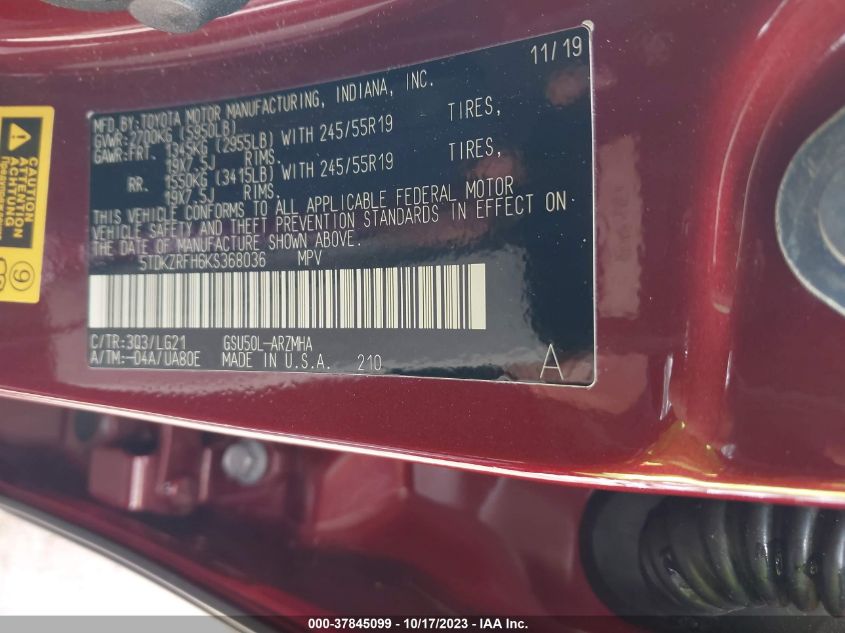 11/19
MFD.BY:TOYOTA MOTOR MANUFACTURING, INDIANA, INC.
GVWR:2700KG (5950LB)
GAWR:FRT. 1345KG (2955LB) WITH 245/55R19 TIRES,
19X7.5J RIMS.
RR. 1550KG (3415LB) WITH 245/55R19 TIRES,
19X7.5J RIMS.
THIS VEHICLE CONFORMS TO ALL APPLICABLE FEDERAL MOTOR
VEHICLE SAFETY AND THEFT PREVENTION STANDARDS IN EFFECT ON
THE DATE OF MANUFACTURE SHOWN ABOVE.
5TDKZRFH6KS368036 MPV
C/TR:3Q3/LG21 GSU50L-ARZMHA
A/TM:-04A/UA80E MADE IN U.S.A. 210
A
CAUTION
ATTENTION
ACHTUNG
9
000-37845099 - 10/17/2023 - IAA Inc.